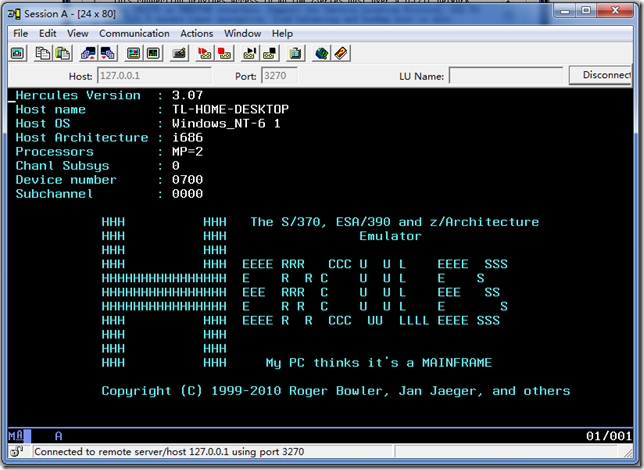 Session A - [24 x 80]
File Edit View Communication Actions Window Help
Host: 127.0.0.1 Port: 3270 LU Name: Disconnect
Hercules Version : 3.07
Host name : TL-HOME-DESKTOP
Host OS : Windows_NT-6 1
Host Architecture : i686
Processors : MP=2
Chanl Subsys : 0
Device number : 0700
Subchannel : 0000
HHH HHH The S/370, ESA/390 and z/Architecture
HHH HHH Emulator
HHH HHH
HHH HHH EEEE RRR CCC U U L EEEE SSS
HHHHHHHHHHHHHHHH E R R C U U L E S
HHHHHHHHHHHHHHHH EEE RRR C U U L EEE SS
HHHHHHHHHHHHHHHH E R R C U U L E S
HHH HHH EEEE R R CCC UU LLLL EEEE SSS
HHH HHH
HHH HHH
HHH HHH My PC thinks it's a MAINFRAME
Copyright (C) 1999-2010 Roger Bowler, Jan Jaeger, and others
MA A 01/001
Connected to remote server/host 127.0.0.1 using port 3270